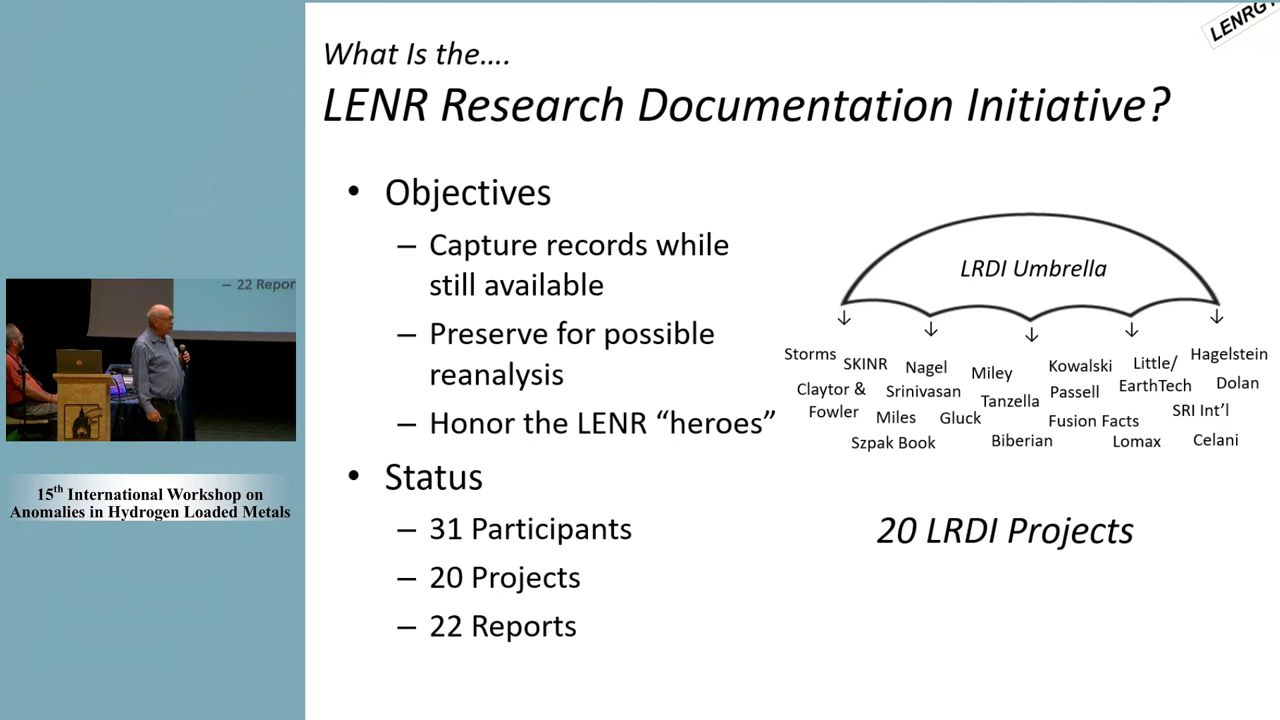 LENRG
What Is the....
LENR Research Documentation Initiative?
• Objectives
– Capture records while
still available
– Preserve for possible
reanalysis
– Honor the LENR “heroes”
• Status
– 31 Participants
– 20 Projects
– 22 Reports
LRDI Umbrella
Storms
SKINR
Nagel
Miley
Kowalski
Little/
EarthTech
Hagelstein
Claytor &
Fowler
Srinivasan
Tanzella
Passell
Dolan
Miles
Gluck
Fusion Facts
SRI Int’l
Szpak Book
Biberian
Lomax
Celani
20 LRDI Projects
– 22 Repor
15th International Workshop on
Anomalies in Hydrogen Loaded Metals